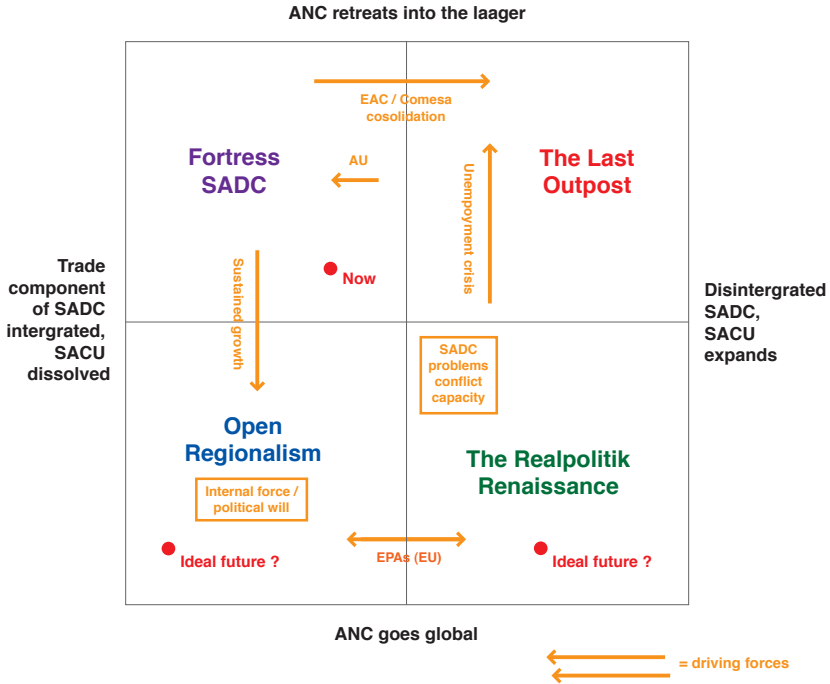 ANC retreats into the laager
EAC / Comesa
cosolidation
Fortress
SADC
AU
The Last
Outpost
Unempoyment crisis
Trade
component
of SADC
intergrated,
SACU
dissolved
Sustained growth
Now
Disintergrated
SADC,
SACU
expands
SADC
problems
conflict
capacity
Open
Regionalism
The Realpolitik
Renaissance
Internal force /
political will
Ideal future ?
EPAs (EU)
Ideal future ?
ANC goes global
= driving forces